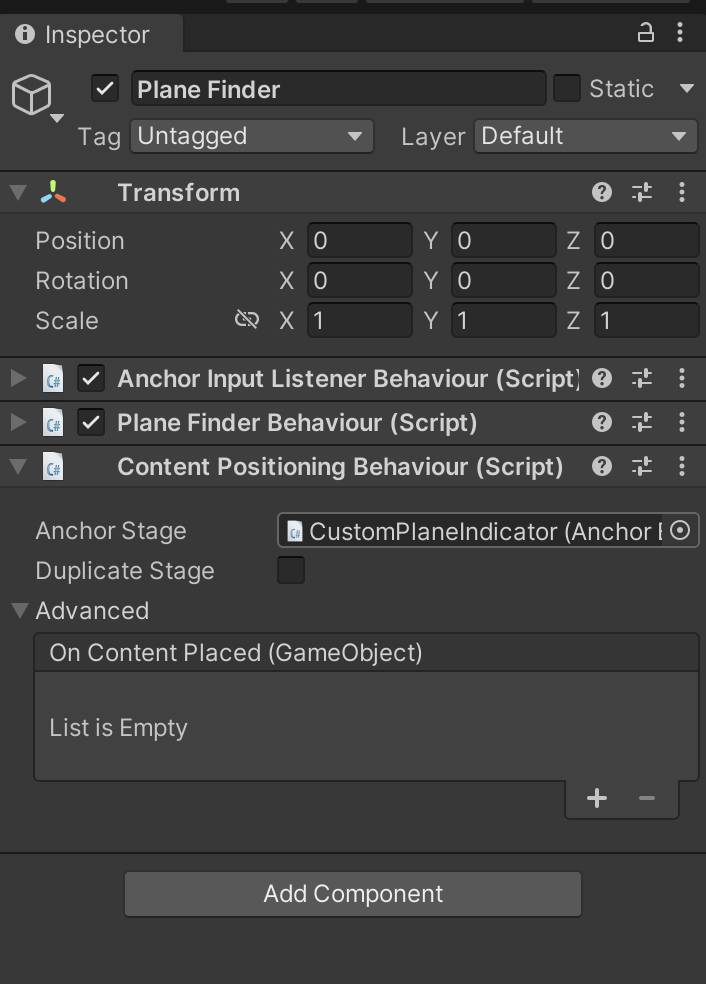 Inspector
Plane Finder
Static
Tag Untagged Layer Default
Transform
Position X 0 Y 0 Z 0
Rotation X 0 Y 0 Z 0
Scale X 1 Y 1 Z 1
C# Anchor Input Listener Behaviour (Script)
C# Plane Finder Behaviour (Script)
C# Content Positioning Behaviour (Script)
Anchor Stage CustomPlaneIndicator (Anchor
Duplicate Stage
Advanced
On Content Placed (GameObject)
List is Empty
Add Component